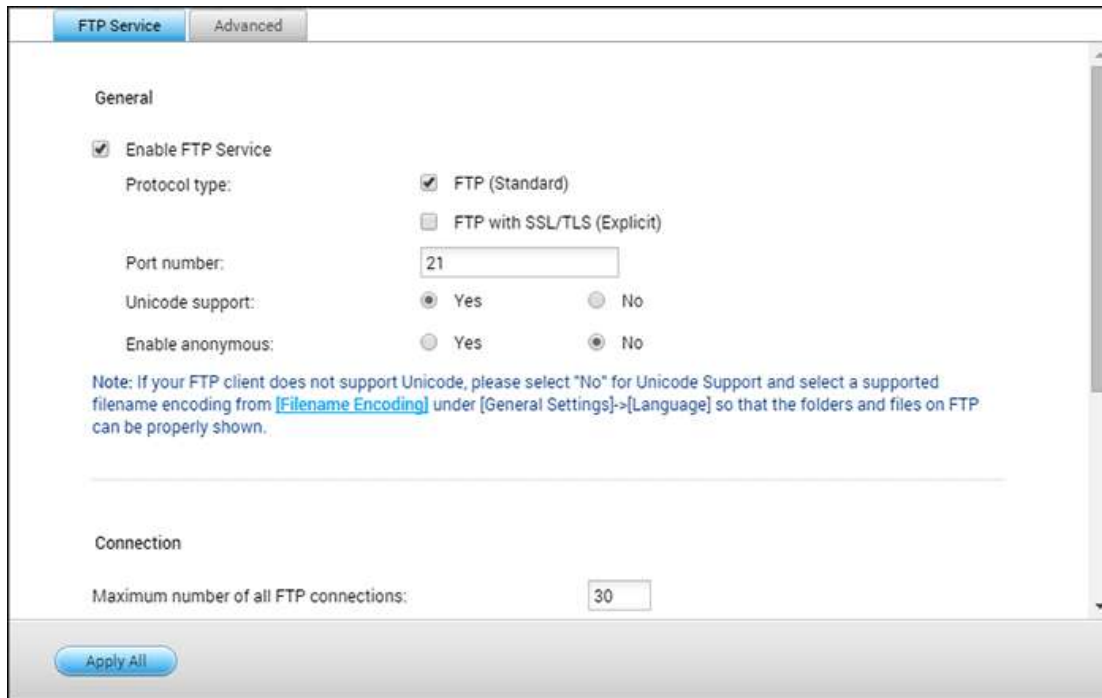 FTP Service Advanced
General
Enable FTP Service
Protocol type: FTP (Standard)
FTP with SSL/TLS (Explicit)
Port number: 21
Unicode support: Yes No
Enable anonymous: Yes No
Note: If your FTP client does not support Unicode, please select "No" for Unicode Support and select a supported
filename encoding from [Filename Encoding] under [General Settings]->[Language] so that the folders and files on FTP
can be properly shown.
Connection
Maximum number of all FTP connections: 30
Apply All